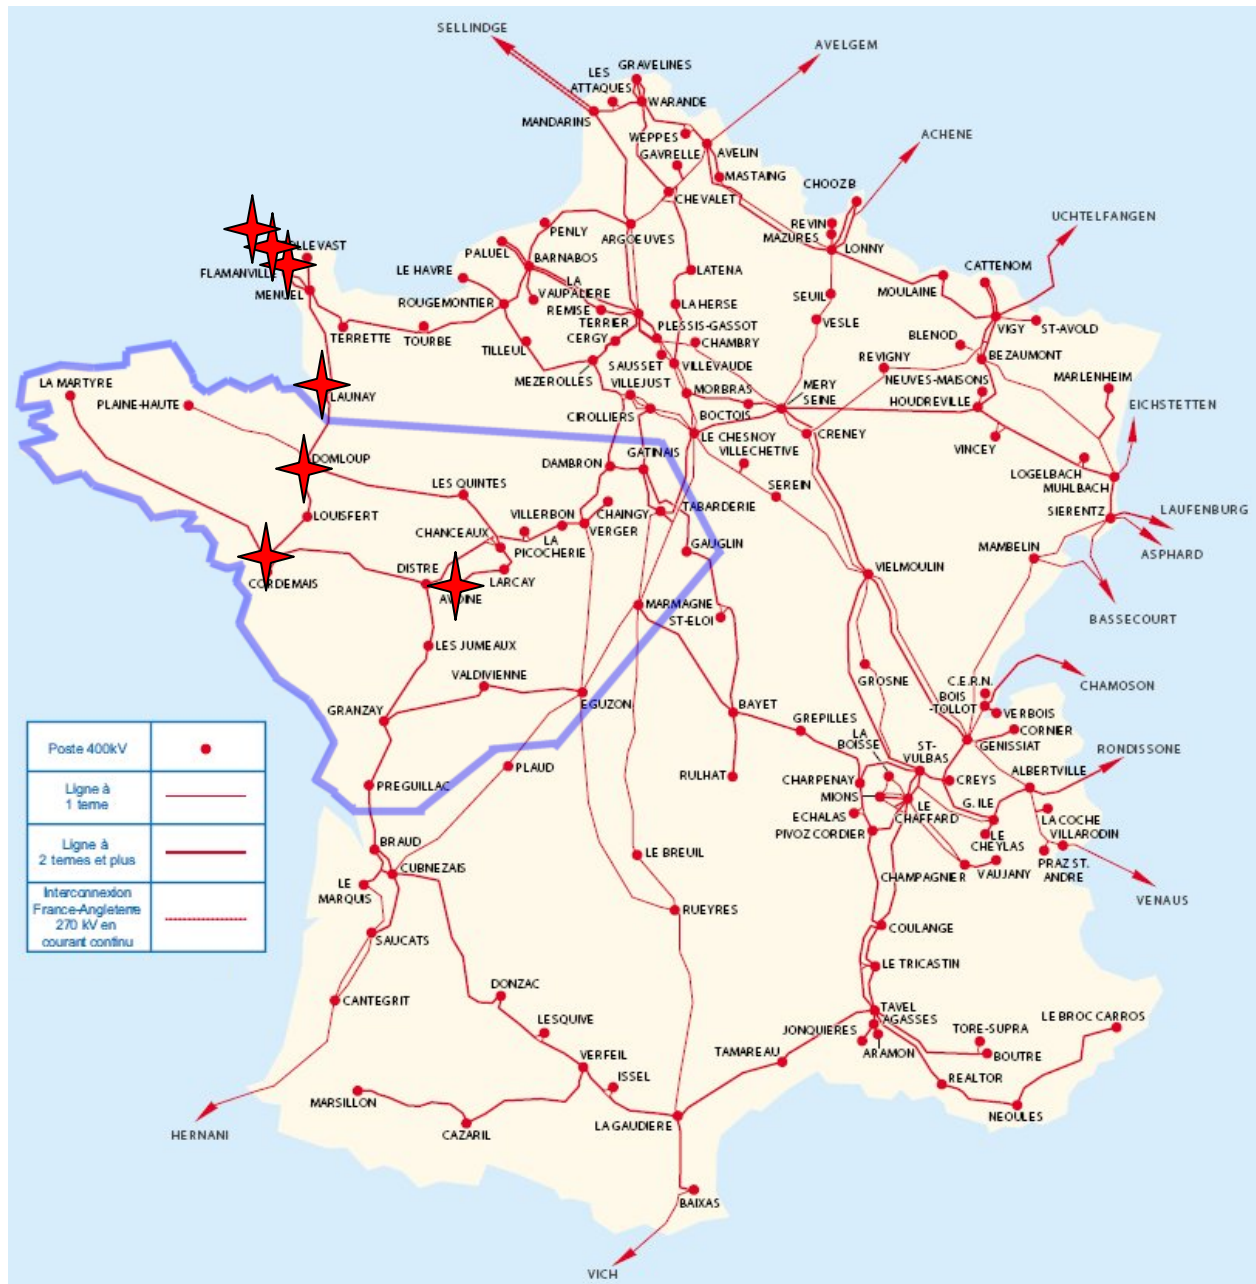 SELLINDGE
AVELGEM
GRAVELINES
LES
ATTAQUES
WARANDE
MANDARINS
WEPPES
GAVRELLE
AVELIN
ACHENE
MASTAING
CHOOZB
CHEVALET
REVIN
MAZURES
LONNY
UCHTELFANGEN
PENLY
ARGOEUVES
PALUEL
BARNABOS
LE HAVRE
LA
VAUPALIERE
LATENA
CATTENOM
MOULAINE
FLAMANVILLE
MENUEL
ROUGEMONTIER
REMISE
TERRIER
LA HERSE
SEUIL
VIGY
ST-AVOLD
TERRETTE
TOURBE
TILLEUL
CERGY
PLESSIS-GASSOT
CHAMBRY
VESLE
BLENOD
BEZAUMONT
MEZEROLLES
SAUSSET
VILLEVAUDE
REVIGNY
NEUVES-MAISONS
MARLENHEIM
LA MARTYRE
PLAINE-HAUTE
LAUNAY
VILLEJUST
MORBRAS
MERY
SEINE
HOUDREVILLE
EICHSTETTEN
CIROLLIERS
BOCTOIS
LE CHESNOY
CRENEY
VINCEY
DOMLOUP
DAMBRON
GATINAIS
VILLECHETIVE
LOGELBACH
MUHLBACH
LES QUINTES
SEREIN
LOUISFERT
CHANCEAUX
VILLERBON
CHAINGY
TABARDERIE
SIERENTZ
LAUFENBURG
LA
PICOCHERIE
VERGER
GAUGLIN
MAMBELIN
ASPHARD
CORDEMAIS
DISTRE
AVOINE
LARCAY
VIELMOULIN
MARMAGNE
ST-ELOI
BASSECOURT
LES JUMEAUX
VALDIVIENNE
GROSNE
C.E.R.N.
BOIS
-TOLLOT
CHAMOSON
GRANZAY
EGUZON
BAYET
GREPILLES
VERBOIS
CORNIER
LA
BOISSE
ST-
VULBAS
GENISSIAT
RONDISSONE
Poste 400kV
PLAUD
RULHAT
CHARPENAY
CREYS
ALBERTVILLE
Ligne à
1 terne
PREGUILLAC
MIONS
LE
CHAFFARD
G. ILE
ECHALAS
LA COCHE
PIVOZ CORDIER
LE
CHEYLAS
VILLARODIN
Ligne à
2 ternes et plus
BRAUD
CUBNEZAIS
LE BREUIL
CHAMPAGNIER
VAUJANY
PRAZ ST.
ANDRE
VENAUS
Interconnexion
France-Angleterre
270 kV en
courant continu
LE
MARQUIS
RUEYRES
COULANGE
SAUCATS
LE TRICASTIN
CANTEGRIT
DONZAC
TAVEL
AGASSES
LE BROC CARROS
LESQUIVE
JONQUIERES
ARAMON
TORE-SUPRA
BOUTRE
VERFEIL
ISSEL
TAMAREAU
REALTOR
MARSILLON
NEOULES
HERNANI
CAZARIL
LA GAUDIERE
BAIXAS
VICH